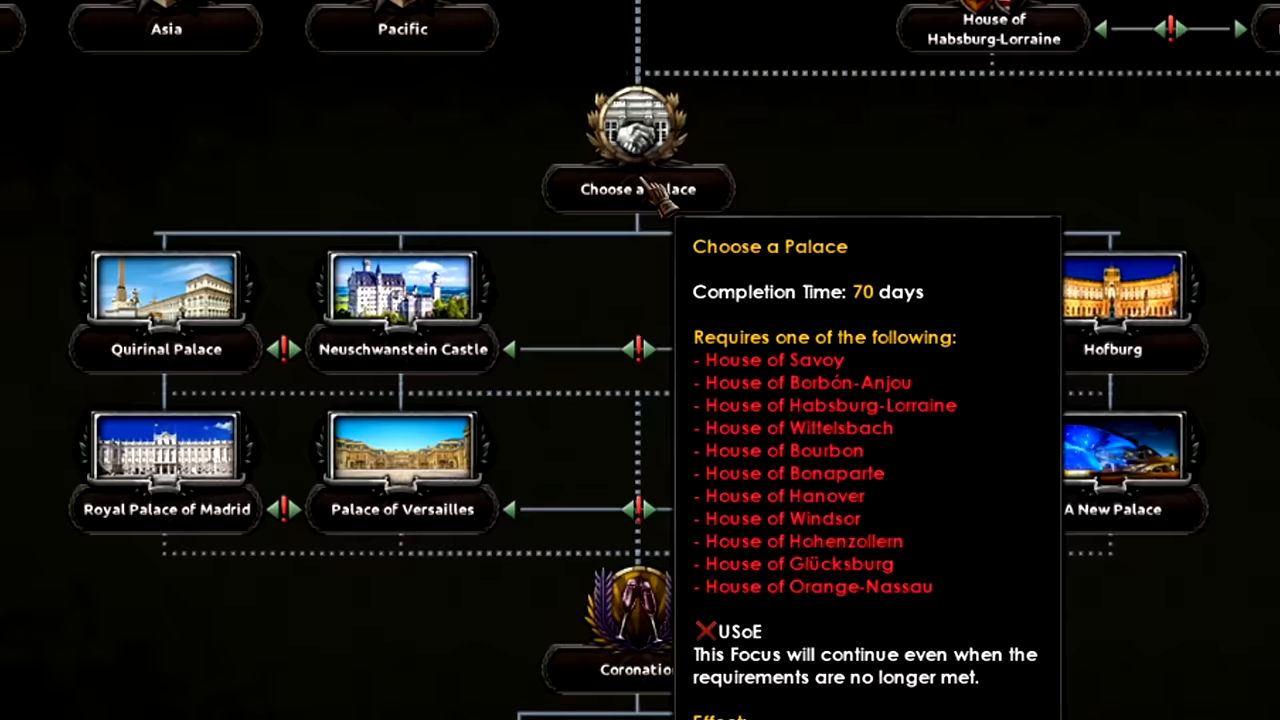 Asia
Pacific
House of
Habsburg-Lorraine
Choose a
Choose a Palace
Completion Time: 70 days
Requires one of the following:
- House of Savoy
- House of Borbón-Anjou
- House of Habsburg-Lorraine
- House of Wittelsbach
- House of Bourbon
- House of Bonaparte
- House of Hanover
- House of Windsor
- House of Hohenzollern
- House of Glücksburg
- House of Orange-Nassau
USoE
This Focus will continue even when the
requirements are no longer met.
Effect:
Quirinal Palace
Neuschwanstein Castle
Hofburg
Royal Palace of Madrid
Palace of Versailles
A New Palace
Coronatio